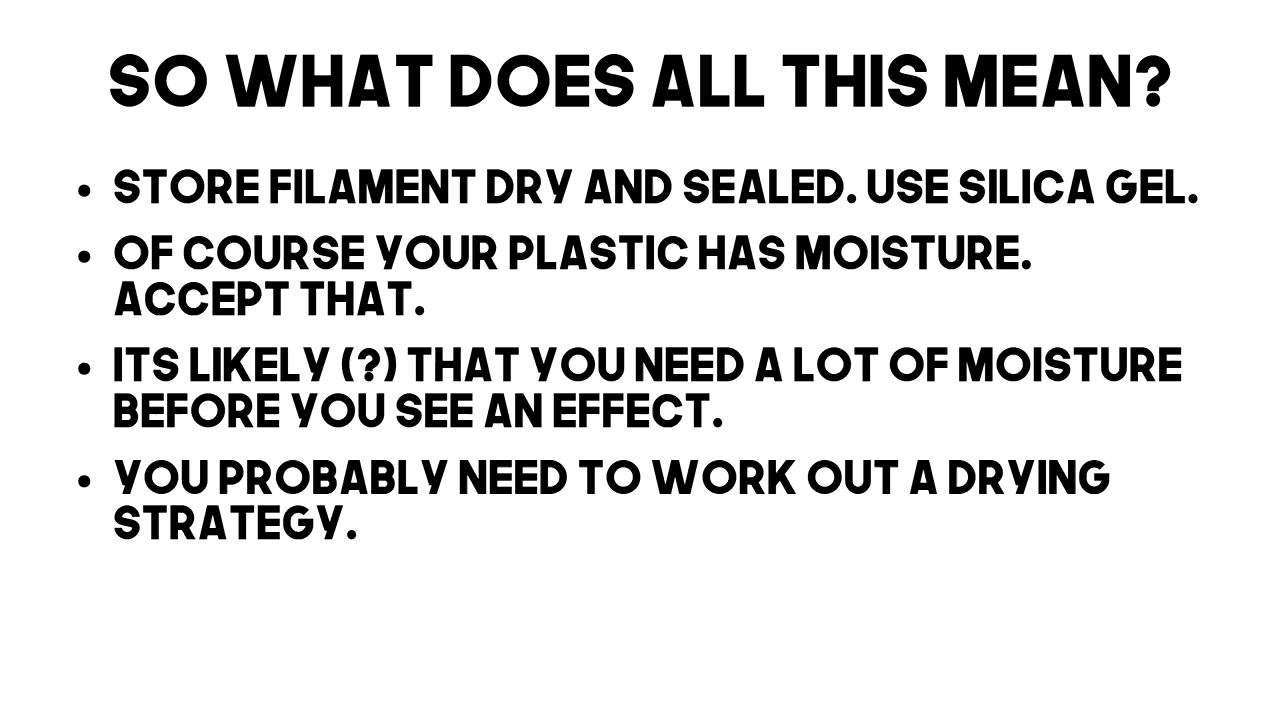 SO WHAT DOES ALL THIS MEAN?
• STORE FILAMENT DRY AND SEALED. USE SILICA GEL.
• OF COURSE YOUR PLASTIC HAS MOISTURE.
ACCEPT THAT.
• ITS LIKELY (?) THAT YOU NEED A LOT OF MOISTURE
BEFORE YOU SEE AN EFFECT.
• YOU PROBABLY NEED TO WORK OUT A DRYING
STRATEGY.